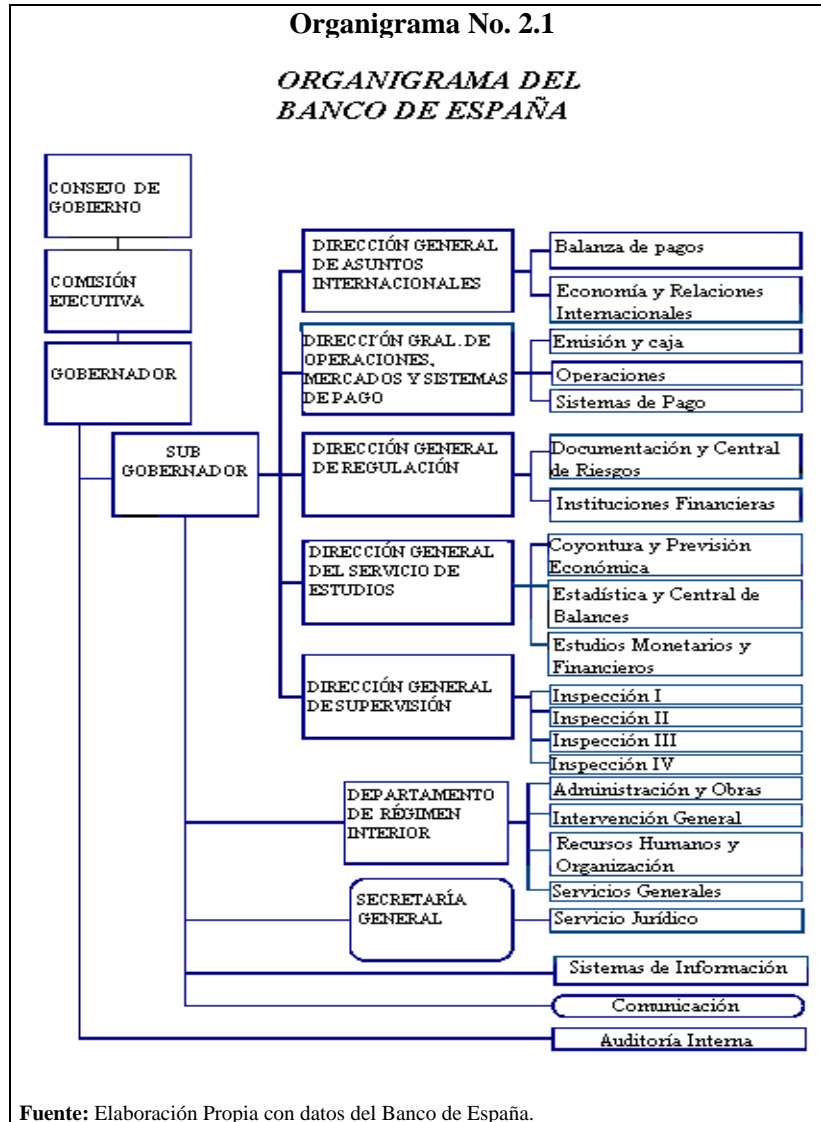 Organigrama No. 2.1
ORGANIGRAMA DEL
BANCO DE ESPAÑA
CONSEJO DE
GOBIERNO
COMISIÓN
EJECUTIVA
GOBERNADOR
SUB
GOBERNADOR
DIRECCIÓN GENERAL
DE ASUNTOS
INTERNACIONALES
Balanza de pagos
Economía y Relaciones
Internacionales
DIRECCIÓN GRAL. DE
OPERACIONES,
MERCADOS Y SISTEMAS
DE PAGO
Emisión y caja
Operaciones
Sistemas de Pago
DIRECCIÓN GENERAL
DE REGULACIÓN
Documentación y Central
de Riesgos
Instituciones Financieras
DIRECCIÓN GENERAL
DEL SERVICIO DE
ESTUDIOS
Coyontura y Previsión
Económica
Estadística y Central de
Balances
Estudios Monetarios y
Financieros
DIRECCIÓN GENERAL
DE SUPERVISIÓN
Inspección I
Inspección II
Inspección III
Inspección IV
DEPARTAMENTO
DE RÉGIMEN
INTERIOR
Administración y Obras
Intervención General
Recursos Humanos y
Organización
Servicios Generales
SECRETARÍA
GENERAL
Servicio Jurídico
Sistemas de Información
Comunicación
Auditoría Interna
Fuente: Elaboración Propia con datos del Banco de España.